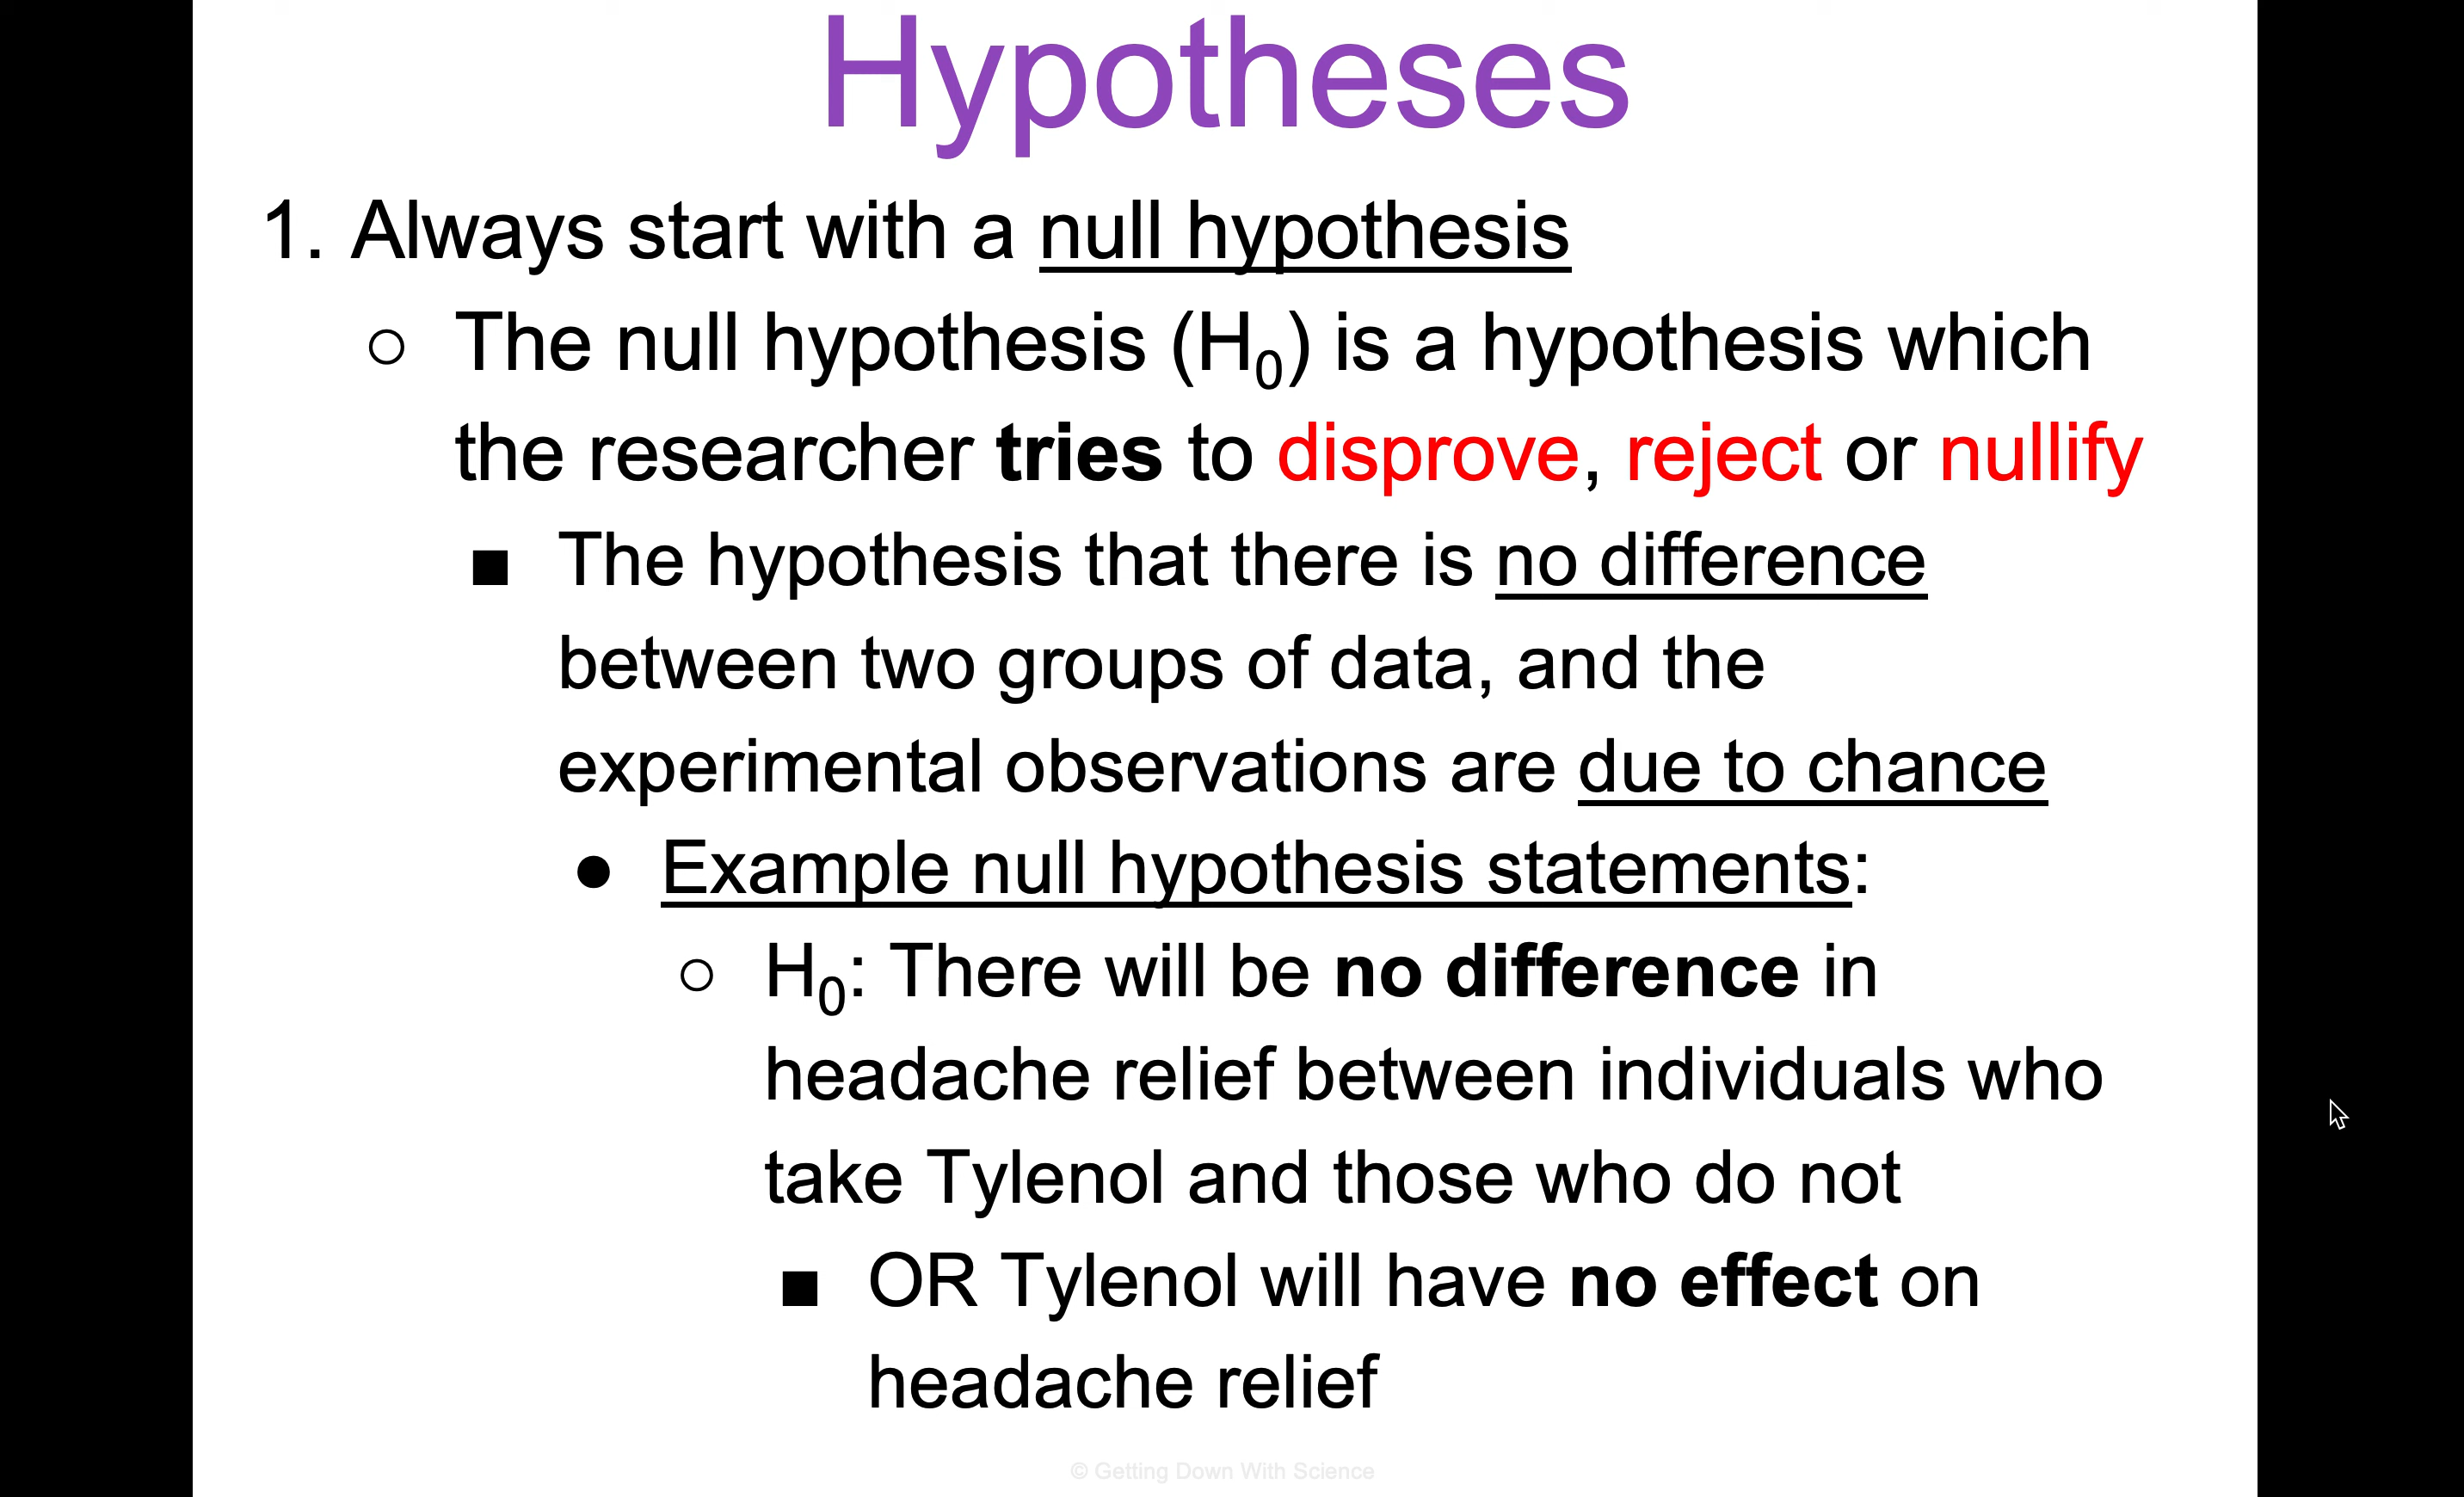 Hypotheses
1. Always start with a null hypothesis
○ The null hypothesis (H₀) is a hypothesis which
the researcher tries to disprove, reject or nullify
■ The hypothesis that there is no difference
between two groups of data, and the
experimental observations are due to chance
● Example null hypothesis statements:
○ H₀: There will be no difference in
headache relief between individuals who
take Tylenol and those who do not
■ OR Tylenol will have no effect on
headache relief
© Getting Down With Science